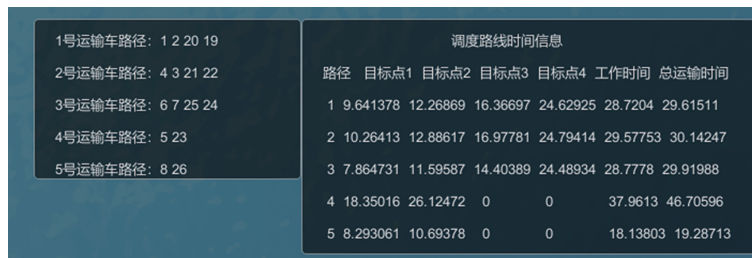 1号运输车路径：1 2 20 19
2号运输车路径：4 3 21 22
3号运输车路径：6 7 25 24
4号运输车路径：5 23
5号运输车路径：8 26
调度路线时间信息
路径 目标点1 目标点2 目标点3 目标点4 工作时间 总运输时间
1 9.641378 12.26869 16.36697 24.62925 28.7204 29.61511
2 10.26413 12.88617 16.97781 24.79414 29.57753 30.14247
3 7.864731 11.59587 14.40389 24.48934 28.7778 29.91988
4 18.35016 26.12472 0 0 37.9613 46.70596
5 8.293061 10.69378 0 0 18.13803 19.28713